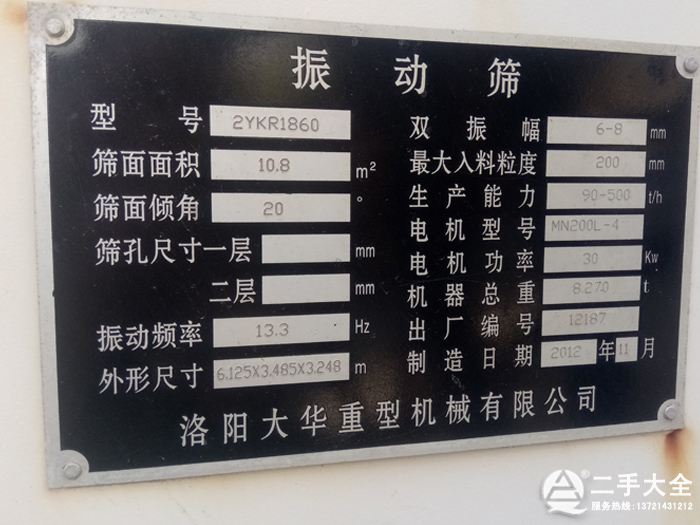 振动筛
型号 2YKR1860
筛面面积 10.8 m²
筛面倾角 20 °
筛孔尺寸一层 mm
二层 mm
振动频率 13.3 Hz
外形尺寸 6.125X3.485X3.248 m
双振幅 6-8 mm
最大入料粒度 200 mm
生产能力 90-500 t/h
电机型号 MN200L-4
电机功率 30 Kw
机器总重 8.270 t
出厂编号 12187
制造日期 2012 年 11 月
洛阳大华重型机械有限公司
二手大全
服务热线:13721431212